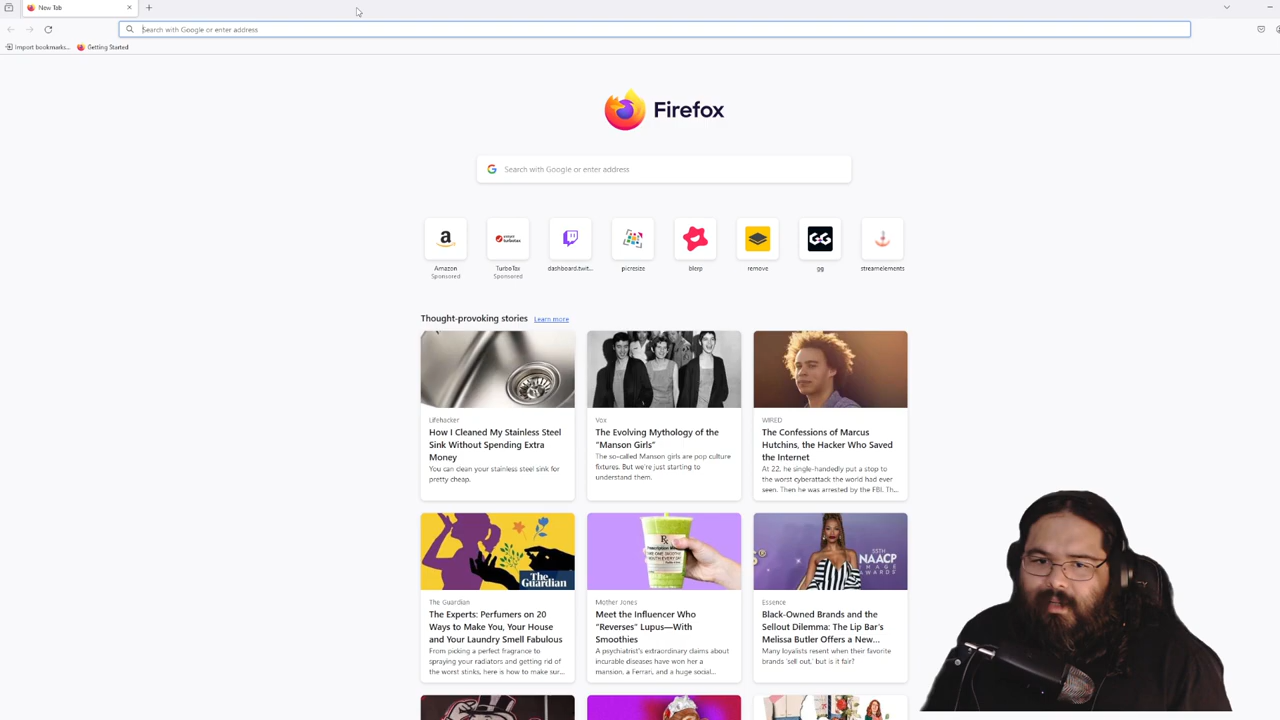 New Tab
Search with Google or enter address
Import bookmarks...
Getting Started
Firefox
Search with Google or enter address
a
Amazon
Sponsored
TurboTax
Sponsored
dashboard.twit...
picresize
blerp
remove
GG
gg
streamelements
Thought-provoking stories
Learn more
Lifehacker
How I Cleaned My Stainless Steel
Sink Without Spending Extra
Money
You can clean your stainless steel sink for
pretty cheap.
Vox
The Evolving Mythology of the
“Manson Girls”
The so-called Manson girls are pop culture
fixtures. But we're just starting to
understand them.
WIRED
The Confessions of Marcus
Hutchins, the Hacker Who Saved
the Internet
At 22, he single-handedly put a stop to
the worst cyberattack the world had ever
seen. Then he was arrested by the FBI. Th...
The Guardian
The Guardian
The Experts: Perfumers on 20
Ways to Make You, Your House
and Your Laundry Smell Fabulous
From picking a perfect fragrance to
spraying your radiators and getting rid of
the worst stinks, here is how to make sur...
Rx
Mother Jones
Meet the Influencer Who
“Reverses” Lupus—With
Smoothies
A psychiatrist's extraordinary claims about
incurable diseases have won her a
mansion, a Ferrari, and a huge social...
55TH
NAACP
IMAGE
AWARDS
Essence
Black-Owned Brands and the
Sellout Dilemma: The Lip Bar's
Melissa Butler Offers a New...
Many loyalists resent when their favorite
brands 'sell out,' but is it fair?